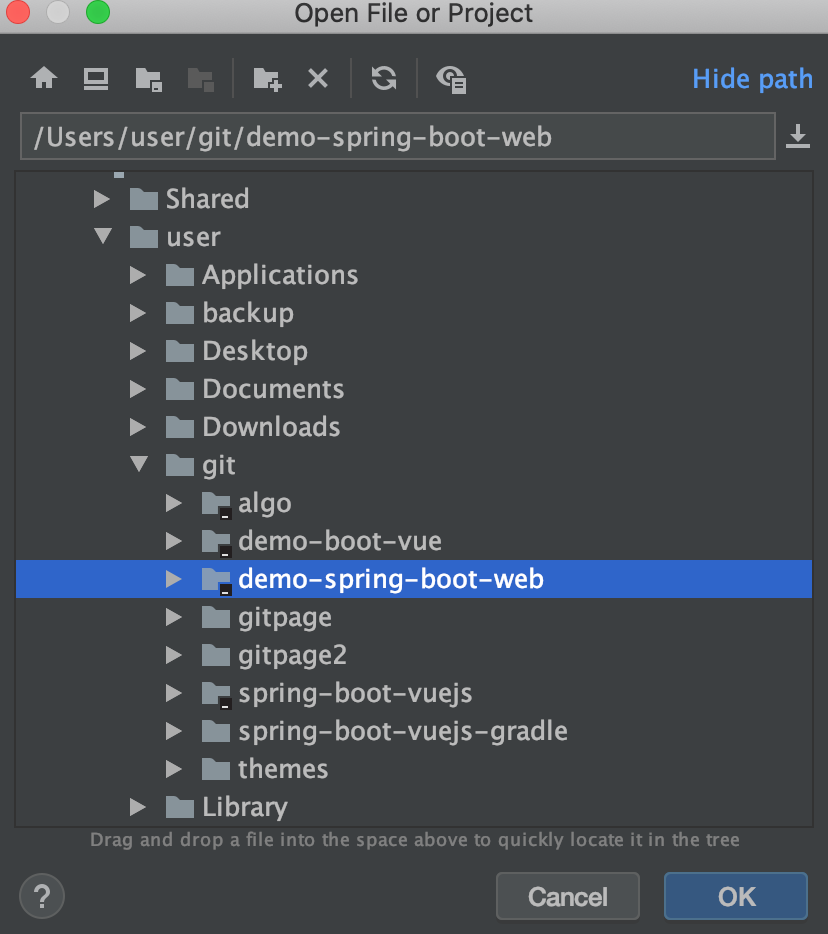 Open File or Project
Hide path
/Users/user/git/demo-spring-boot-web
Shared
user
Applications
backup
Desktop
Documents
Downloads
git
algo
demo-boot-vue
demo-spring-boot-web
gitpage
gitpage2
spring-boot-vuejs
spring-boot-vuejs-gradle
themes
Library
Drag and drop a file into the space above to quickly locate it in the tree
? Cancel OK